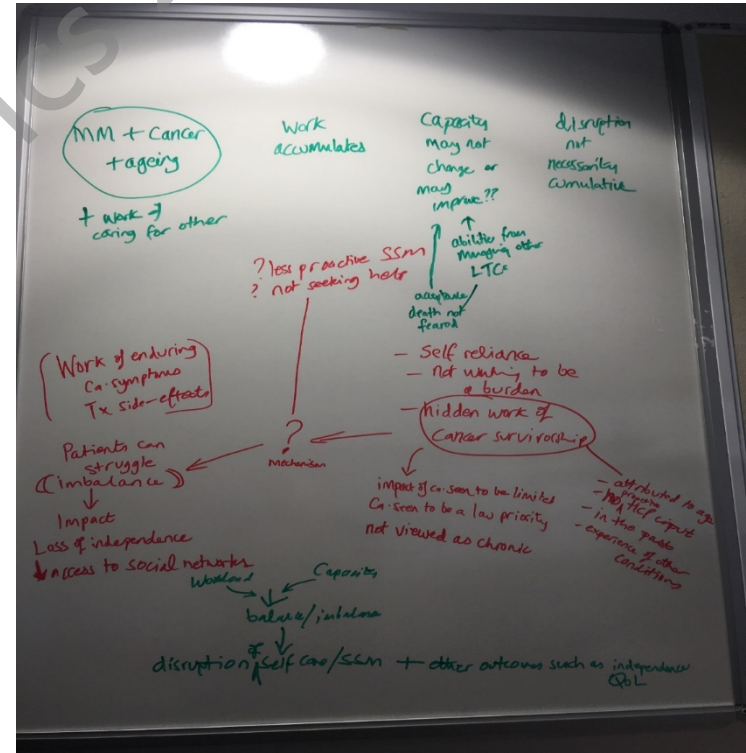 MM + Cancer
+ ageing
+ work →
caring for other
Work
accumulates
Capacity
may not
change or
may
improve??
disruption
not
necessarily
cumulative
abilities from
managing other
LTCs
acceptance
death not
feared
? less proactive SSM
? not seeking help
Work of enduring
Ca. symptoms
Tx side-effects
Patients can
struggle
(imbalance)
Impact
Loss of independence
↓ access to social networks
?
mechanism
- Self reliance
- not wanting to be
a burden
- hidden work of
Cancer survivorship
impact of ca. seen to be limited
Ca. seen to be a low priority
not viewed as chronic
- attributed to age
- no proactive HCP input
- in the past
- experience of other
conditions
Workload
Capacity
balance/imbalance
disruption of self care/SSM + other outcomes such as independence
QoL